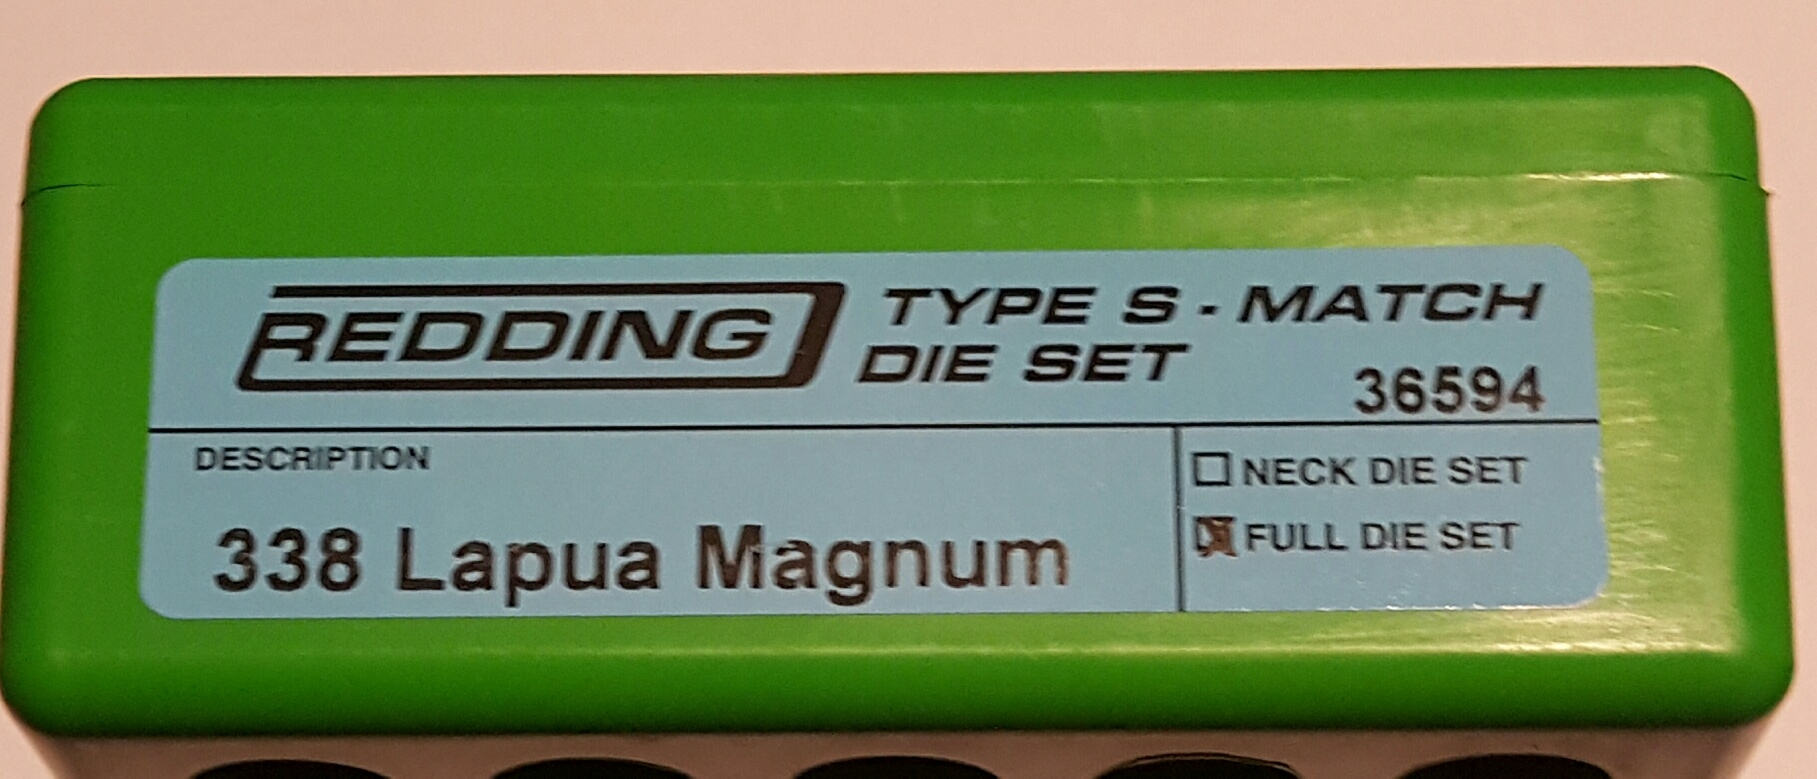 REDDING
TYPE S - MATCH
DIE SET
36594
DESCRIPTION
338 Lapua Magnum
☐ NECK DIE SET
☒ FULL DIE SET